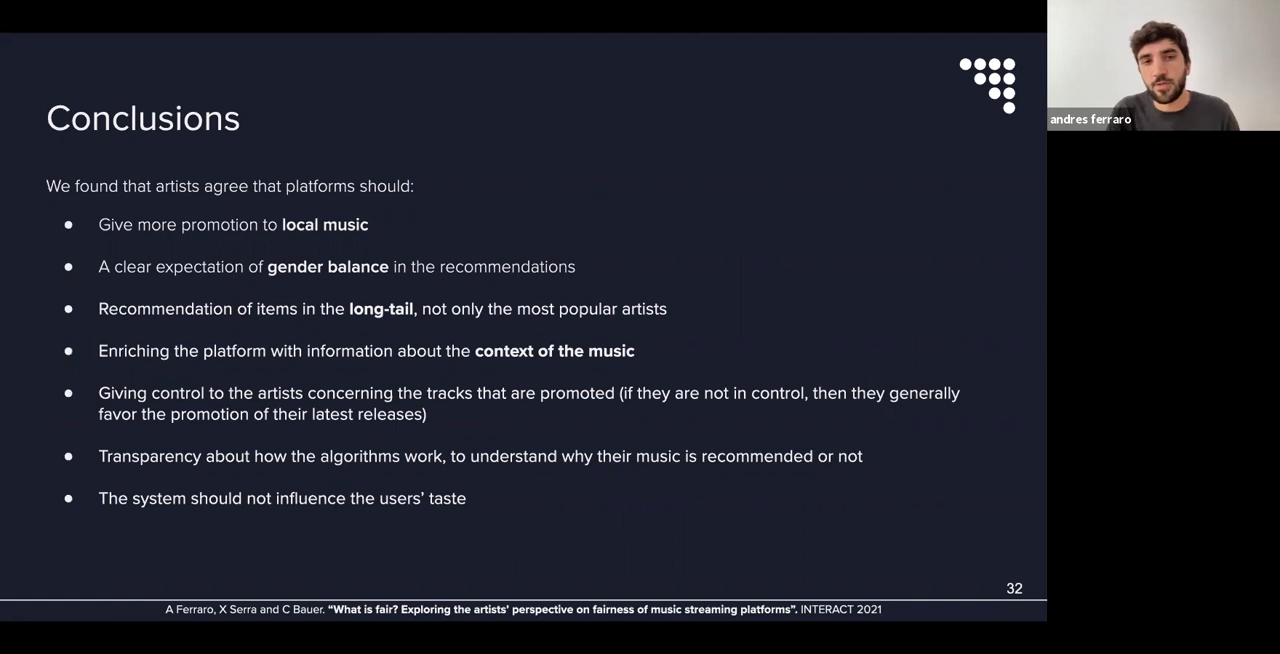 Conclusions
andres ferraro
We found that artists agree that platforms should:
● Give more promotion to local music
● A clear expectation of gender balance in the recommendations
● Recommendation of items in the long-tail, not only the most popular artists
● Enriching the platform with information about the context of the music
● Giving control to the artists concerning the tracks that are promoted (if they are not in control, then they generally
favor the promotion of their latest releases)
● Transparency about how the algorithms work, to understand why their music is recommended or not
● The system should not influence the users’ taste
32
A Ferraro, X Serra and C Bauer. “What is fair? Exploring the artists’ perspective on fairness of music streaming platforms”. INTERACT 2021